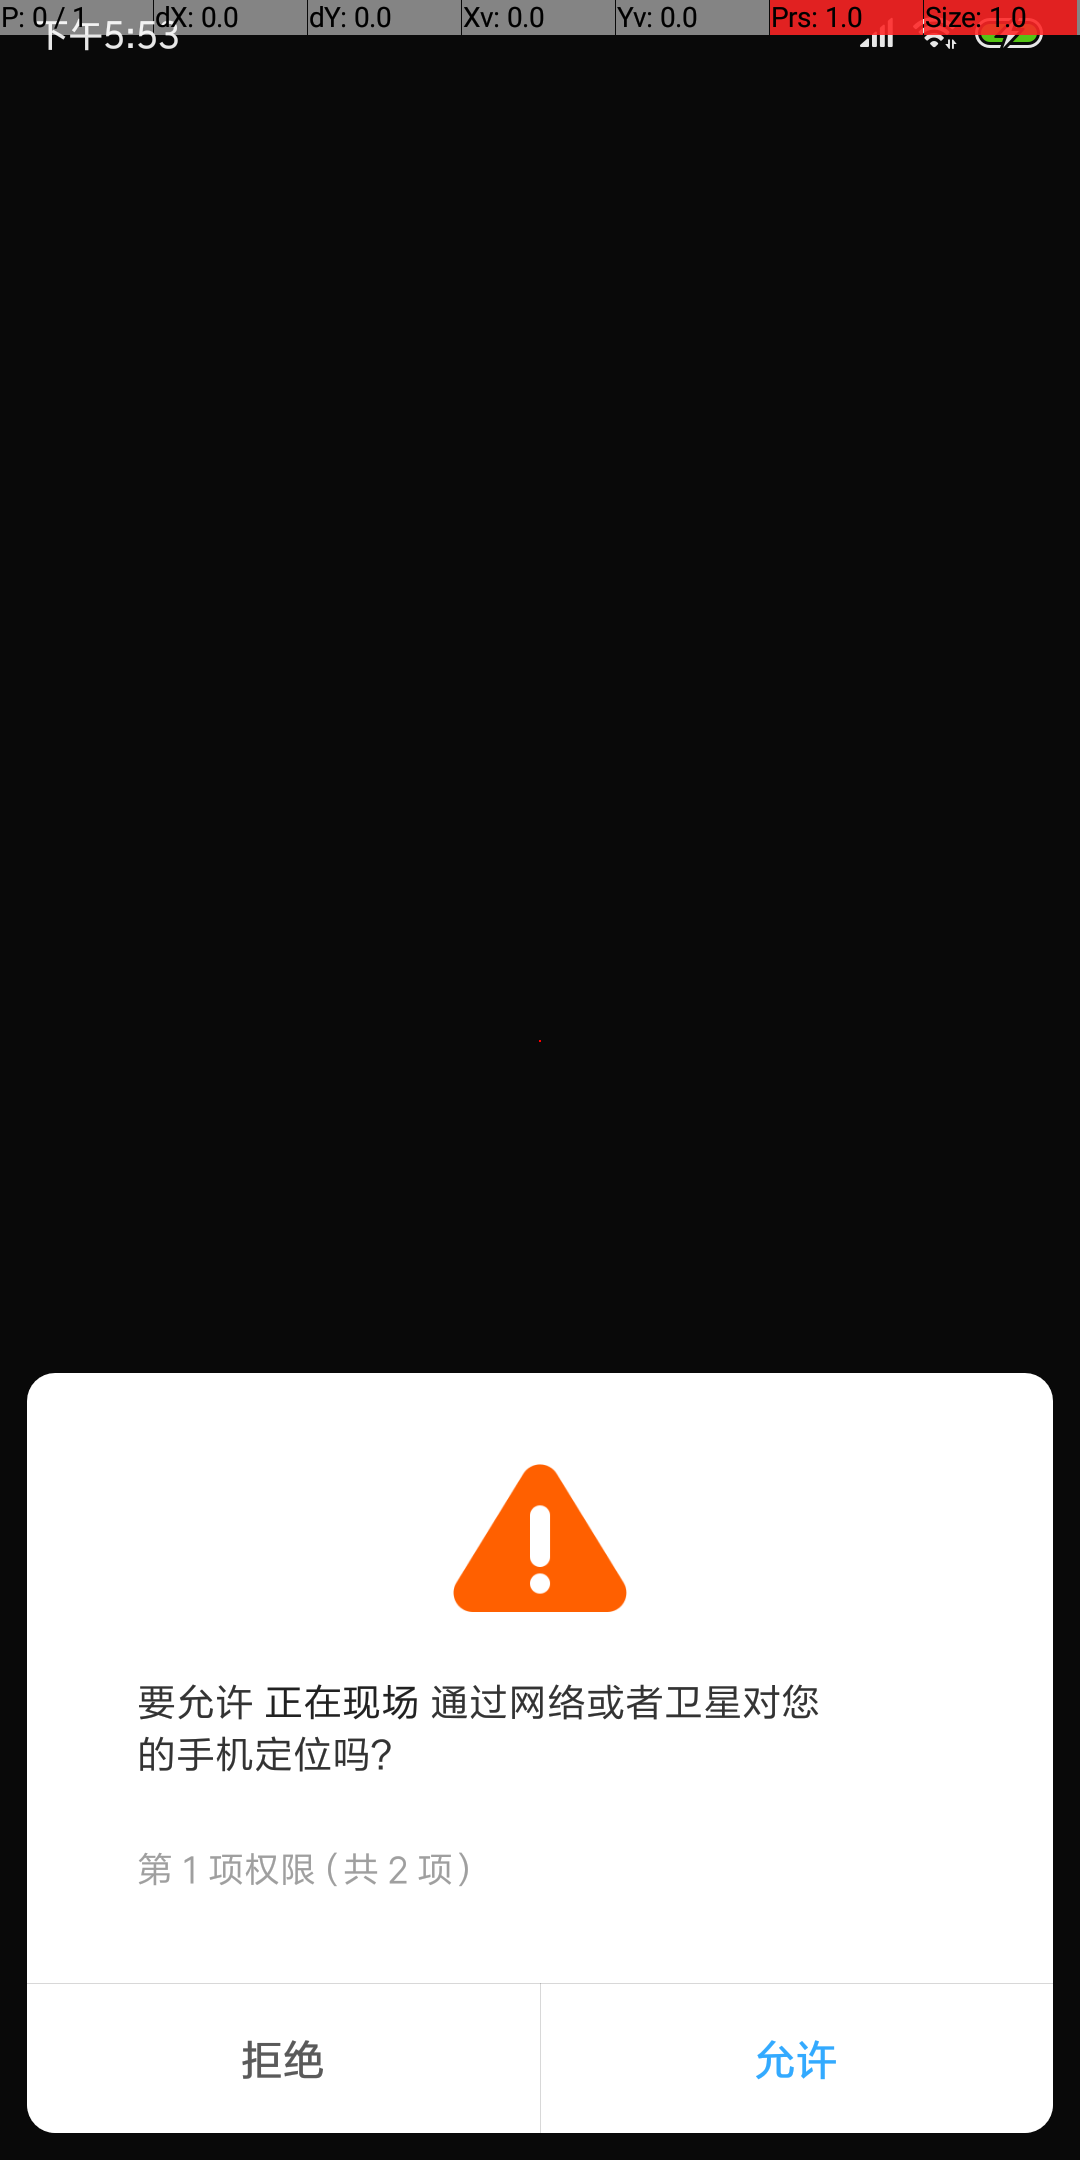 P: 0 / 1 dX: 0.0 dY: 0.0 Xv: 0.0 Yv: 0.0 Prs: 1.0 Size: 1.0
下午5:53
要允许 正在现场 通过网络或者卫星对您
的手机定位吗?
第 1 项权限 (共 2 项)
拒绝 允许